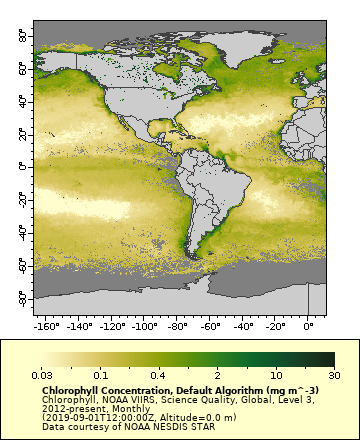 80°
60°
40°
20°
0°
-20°
-40°
-60°
-80°
-160° -140° -120° -100° -80° -60° -40° -20° 0°
0.03 0.1 0.4 2 10 30
Chlorophyll Concentration, Default Algorithm (mg m^-3)
Chlorophyll, NOAA VIIRS, Science Quality, Global, Level 3,
2012-present, Monthly
(2019-09-01T12:00:00Z, Altitude=0.0 m)
Data courtesy of NOAA NESDIS STAR